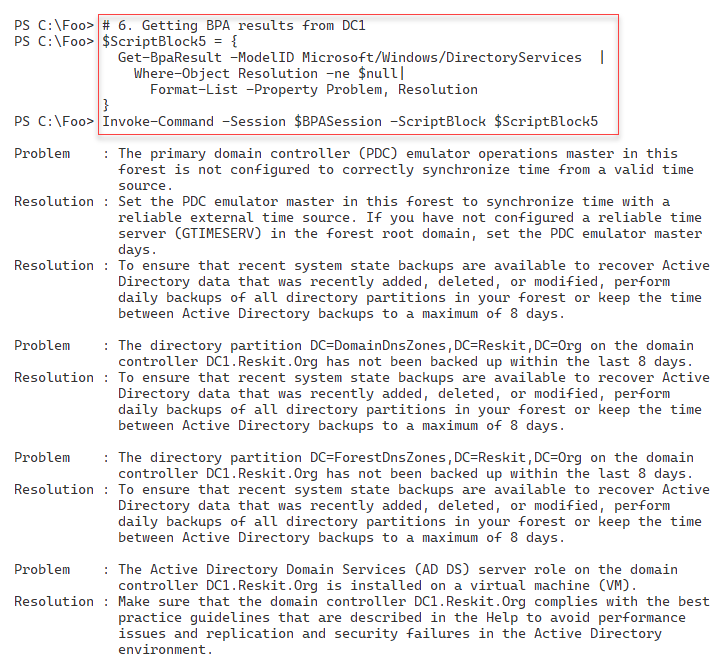 PS C:\Foo> # 6. Getting BPA results from DC1
PS C:\Foo> $ScriptBlock5 = {
Get-BpaResult -ModelID Microsoft/Windows/DirectoryServices |
Where-Object Resolution -ne $null|
Format-List -Property Problem, Resolution
}
PS C:\Foo> Invoke-Command -Session $BPASession -ScriptBlock $ScriptBlock5
Problem : The primary domain controller (PDC) emulator operations master in this
forest is not configured to correctly synchronize time from a valid time
source.
Resolution : Set the PDC emulator master in this forest to synchronize time with a
reliable external time source. If you have not configured a reliable time
server (GTIMESERV) in the forest root domain, set the PDC emulator master
days.
Resolution : To ensure that recent system state backups are available to recover Active
Directory data that was recently added, deleted, or modified, perform
daily backups of all directory partitions in your forest or keep the time
between Active Directory backups to a maximum of 8 days.
Problem : The directory partition DC=DomainDnsZones,DC=Reskit,DC=Org on the domain
controller DC1.Reskit.Org has not been backed up within the last 8 days.
Resolution : To ensure that recent system state backups are available to recover Active
Directory data that was recently added, deleted, or modified, perform
daily backups of all directory partitions in your forest or keep the time
between Active Directory backups to a maximum of 8 days.
Problem : The directory partition DC=ForestDnsZones,DC=Reskit,DC=Org on the domain
controller DC1.Reskit.Org has not been backed up within the last 8 days.
Resolution : To ensure that recent system state backups are available to recover Active
Directory data that was recently added, deleted, or modified, perform
daily backups of all directory partitions in your forest or keep the time
between Active Directory backups to a maximum of 8 days.
Problem : The Active Directory Domain Services (AD DS) server role on the domain
controller DC1.Reskit.Org is installed on a virtual machine (VM).
Resolution : Make sure that the domain controller DC1.Reskit.Org complies with the best
practice guidelines that are described in the Help to avoid performance
issues and replication and security failures in the Active Directory
environment.